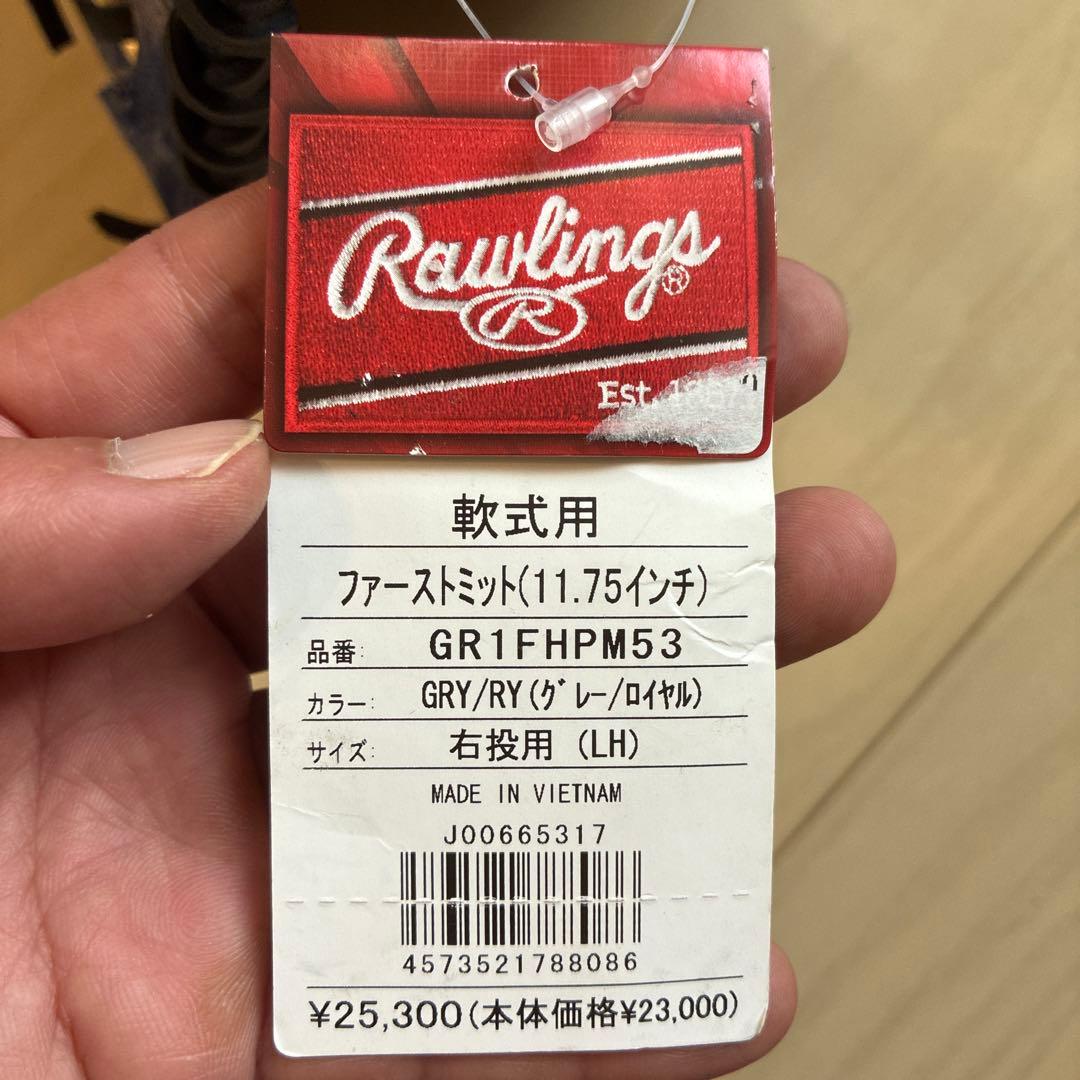 Rawlings®
R
Est.
軟式用
ファーストミット(11.75インチ)
品番: GR1FHPM53
カラー: GRY/RY(グレー/ロイヤル)
サイズ: 右投用 (LH)
MADE IN VIETNAM
J00665317
4573521788086
¥25,300(本体価格¥23,000)